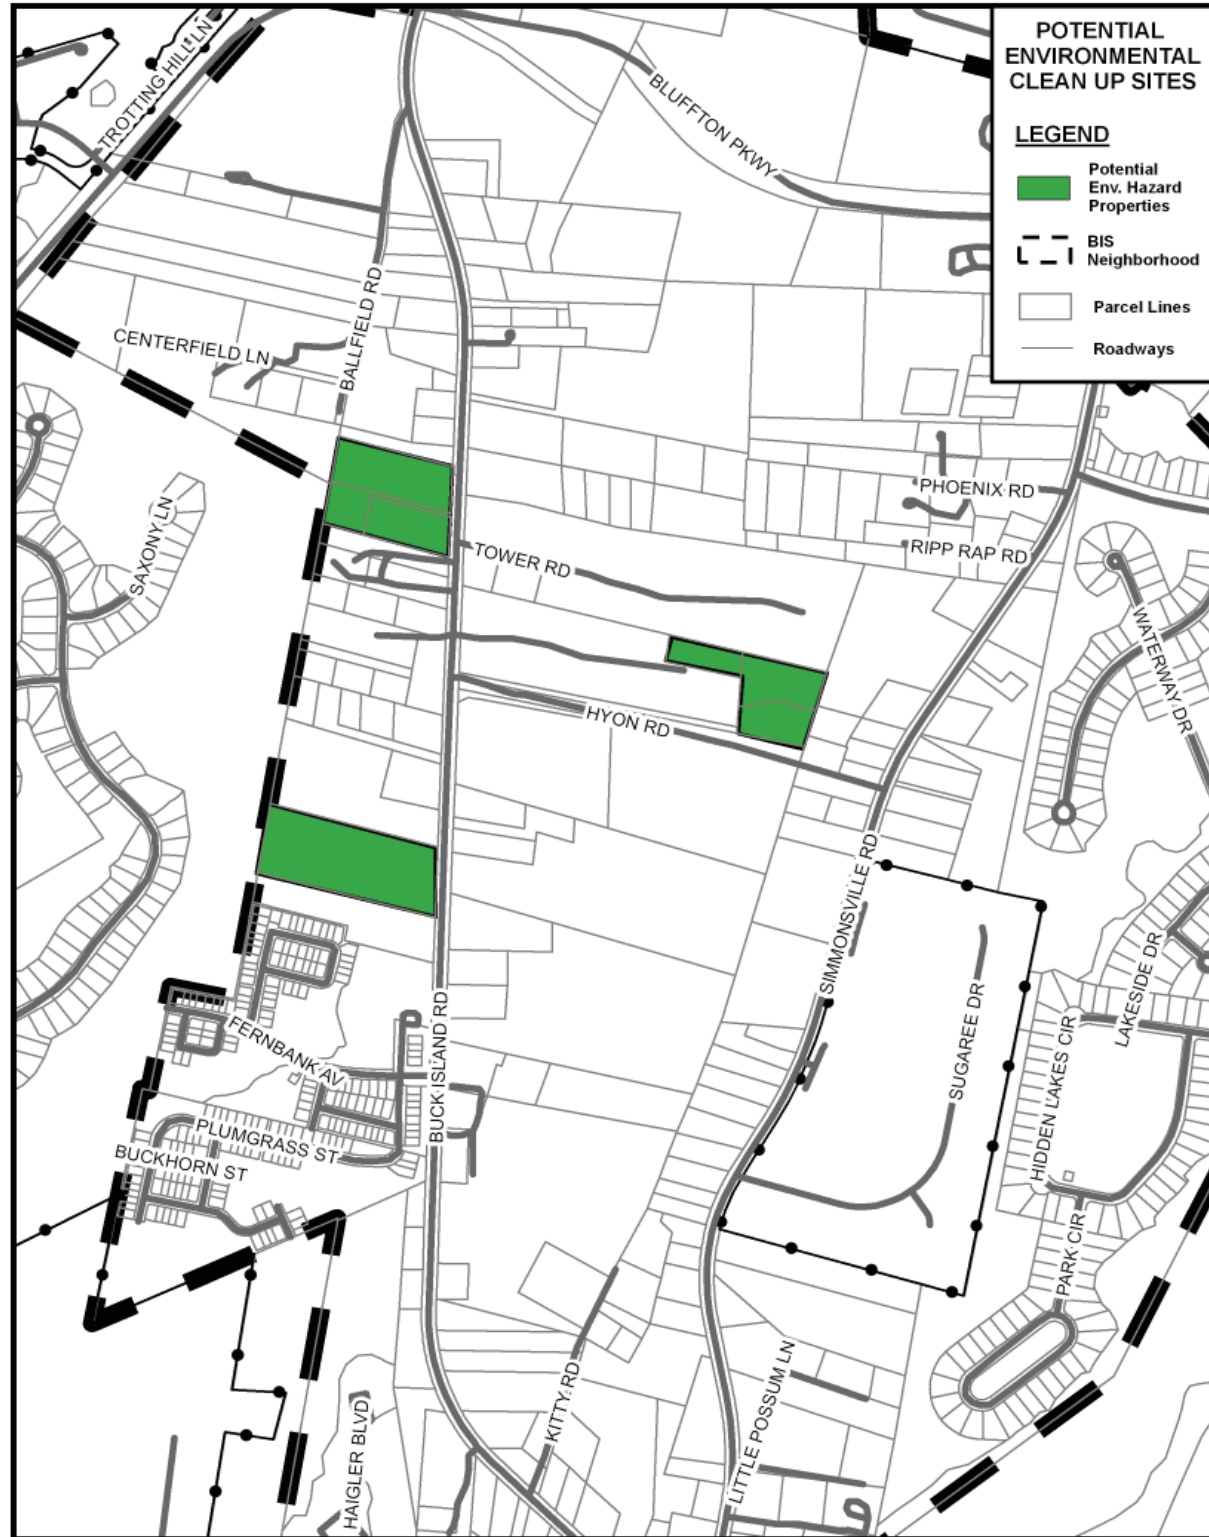 POTENTIAL
ENVIRONMENTAL
CLEAN UP SITES
LEGEND
Potential
Env. Hazard
Properties
BIS
Neighborhood
Parcel Lines
Roadways
TROTTING HILL LN
BLUFFTON PKWY
BALLFIELD RD
CENTERFIELD LN
SAXONY LN
PHOENIX RD
RIPP RAP RD
TOWER RD
WATERWAY DR
HYON RD
SIMMONSVILLE RD
LAKESIDE DR
BUCK ISLAND RD
SUGAREE DR
HIDDEN LAKES CIR
FERNBANK AV
PLUMGRASS ST
BUCKHORN ST
PARK CIR
KITTY RD
LITTLE POSSUM LN
HAIGLER BLVD